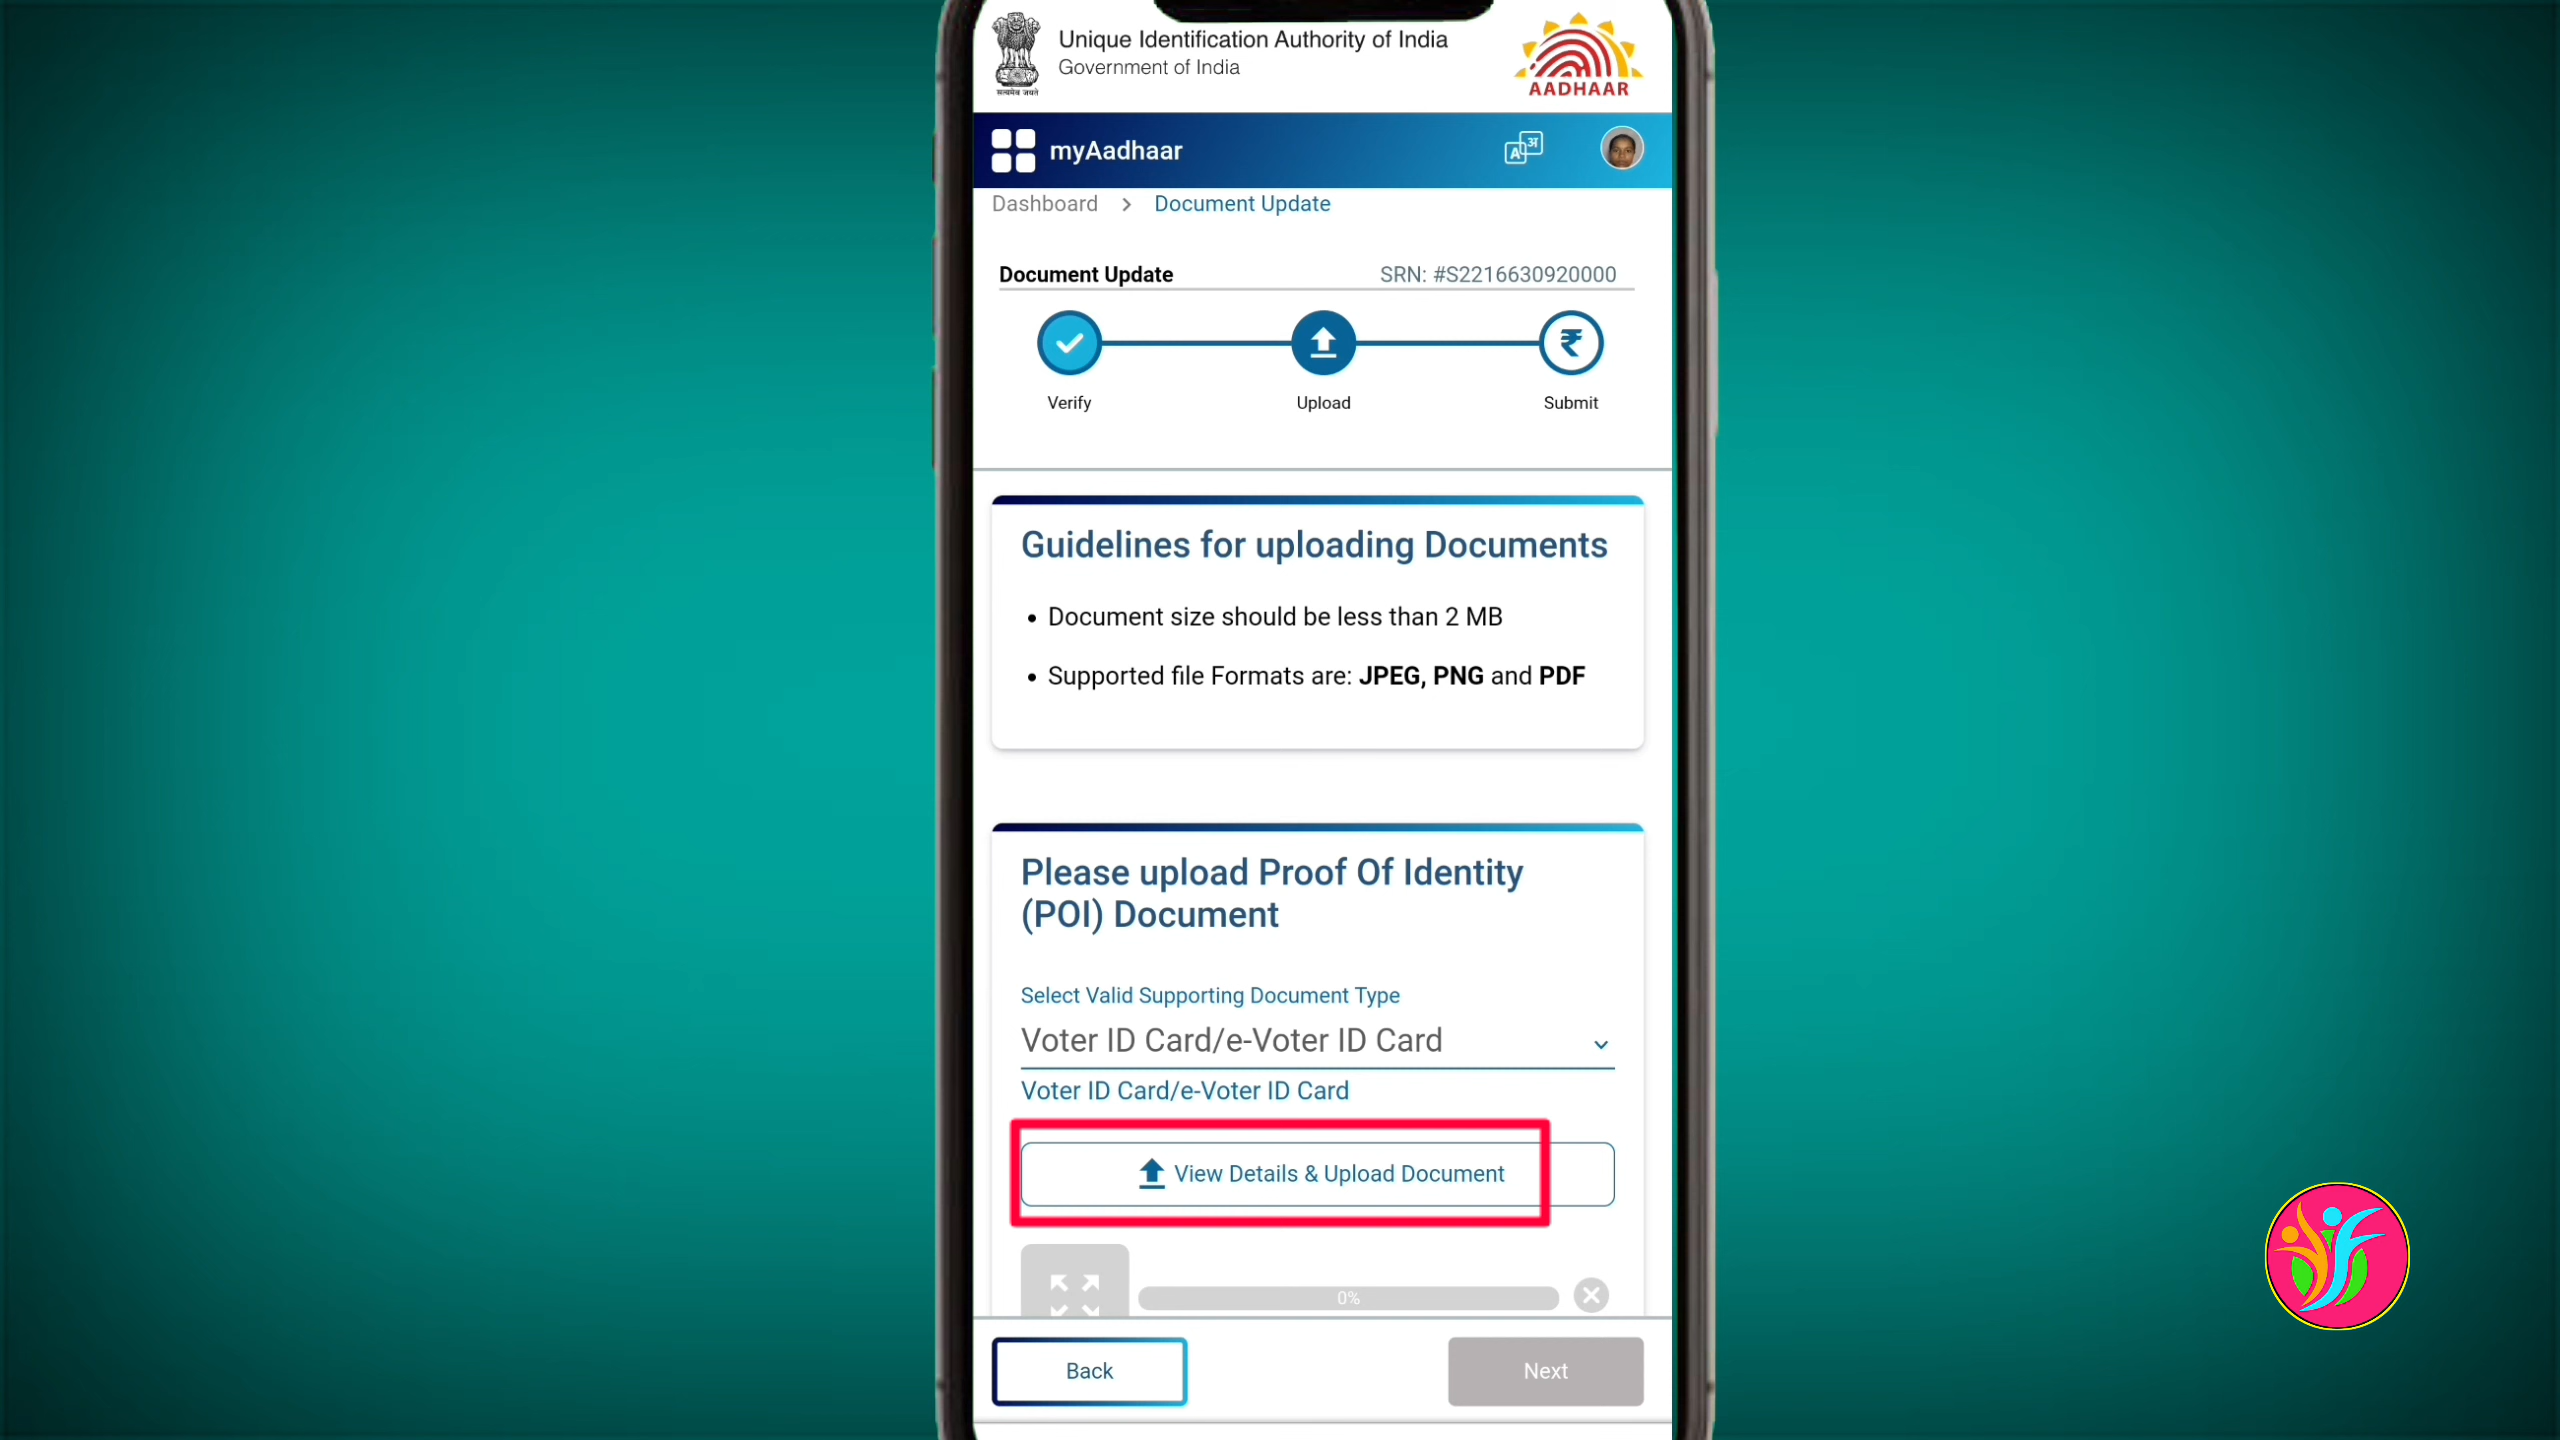 Unique Identification Authority of India
Government of India
सत्यमेव जयते
AADHAAR
myAadhaar
A अ
Dashboard > Document Update
Document Update SRN: #S2216630920000
₹
Verify Upload Submit
Guidelines for uploading Documents
• Document size should be less than 2 MB
• Supported file Formats are: JPEG, PNG and PDF
Please upload Proof Of Identity
(POI) Document
Select Valid Supporting Document Type
Voter ID Card/e-Voter ID Card
Voter ID Card/e-Voter ID Card
View Details & Upload Document
0%
Back Next